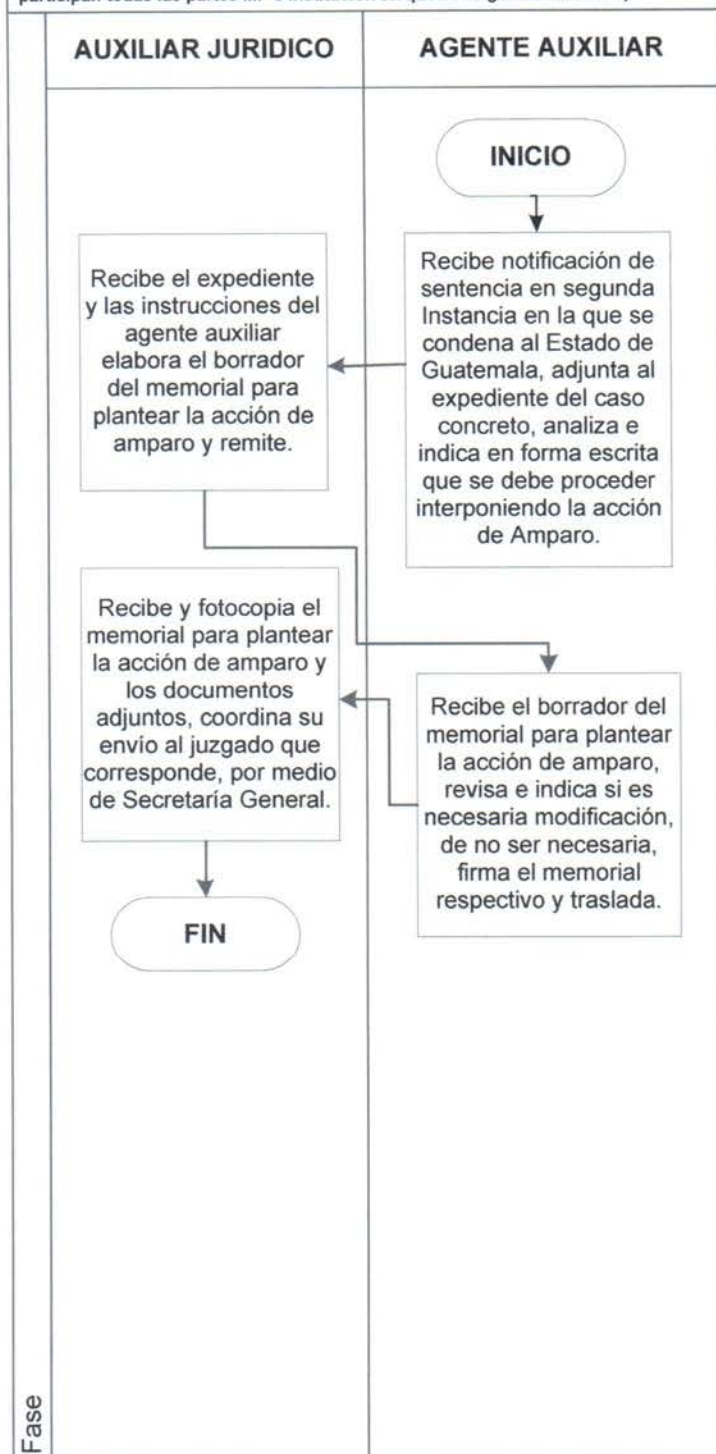 AUXILIAR JURIDICO
AGENTE AUXILIAR
INICIO
Recibe notificación de
sentencia en segunda
Instancia en la que se
condena al Estado de
Guatemala, adjunta al
expediente del caso
concreto, analiza e
indica en forma escrita
que se debe proceder
interponiendo la acción
de Amparo.
Recibe el expediente
y las instrucciones del
agente auxiliar
elabora el borrador
del memorial para
plantear la acción de
amparo y remite.
Recibe el borrador del
memorial para plantear
la acción de amparo,
revisa e indica si es
necesaria modificación,
de no ser necesaria,
firma el memorial
respectivo y traslada.
Recibe y fotocopia el
memorial para plantear
la acción de amparo y
los documentos
adjuntos, coordina su
envío al juzgado que
corresponde, por medio
de Secretaría General.
FIN
Fase